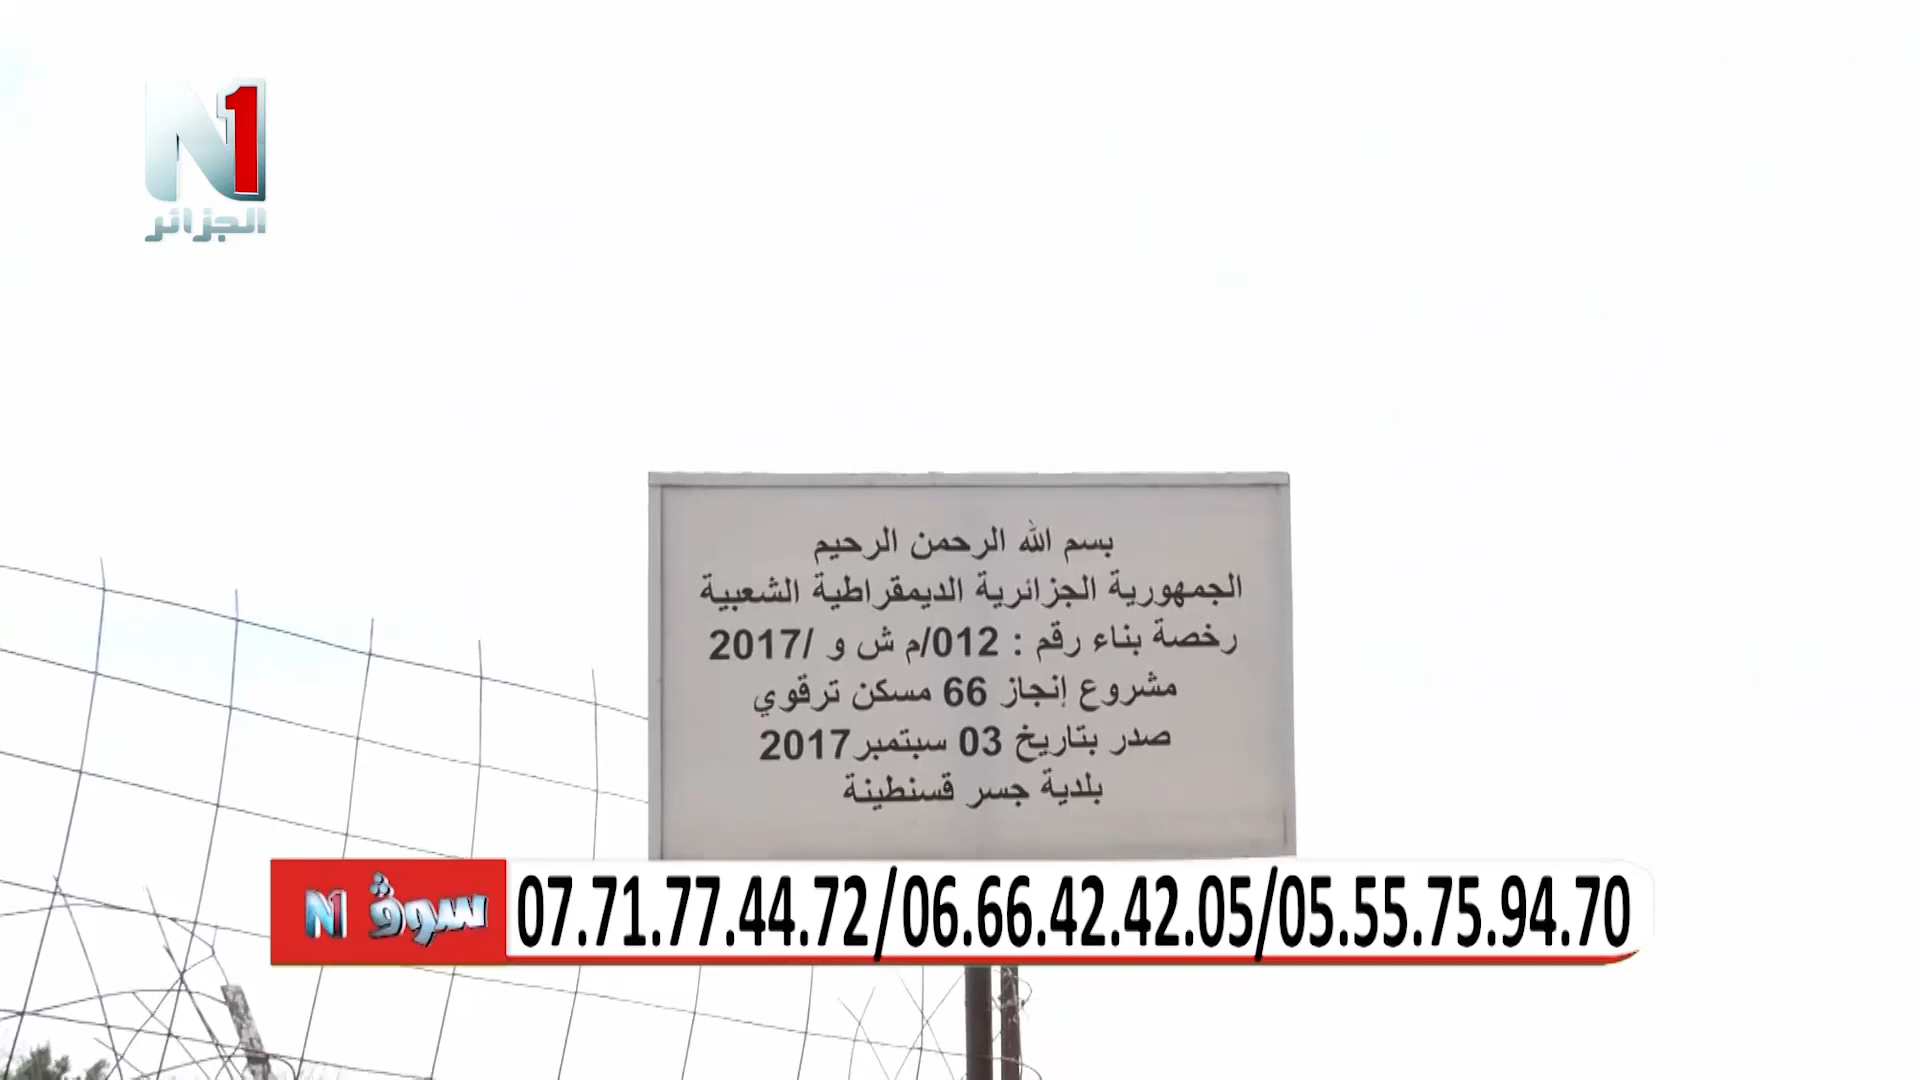 N1
الجزائر
بسم الله الرحمن الرحيم
الجمهورية الجزائرية الديمقراطية الشعبية
رخصة بناء رقم : 012/م ش و /2017
مشروع إنجاز 66 مسكن ترقوي
صدر بتاريخ 03 سبتمبر2017
بلدية جسر قسنطينة
سوق N1
07.71.77.44.72/06.66.42.42.05/05.55.75.94.70